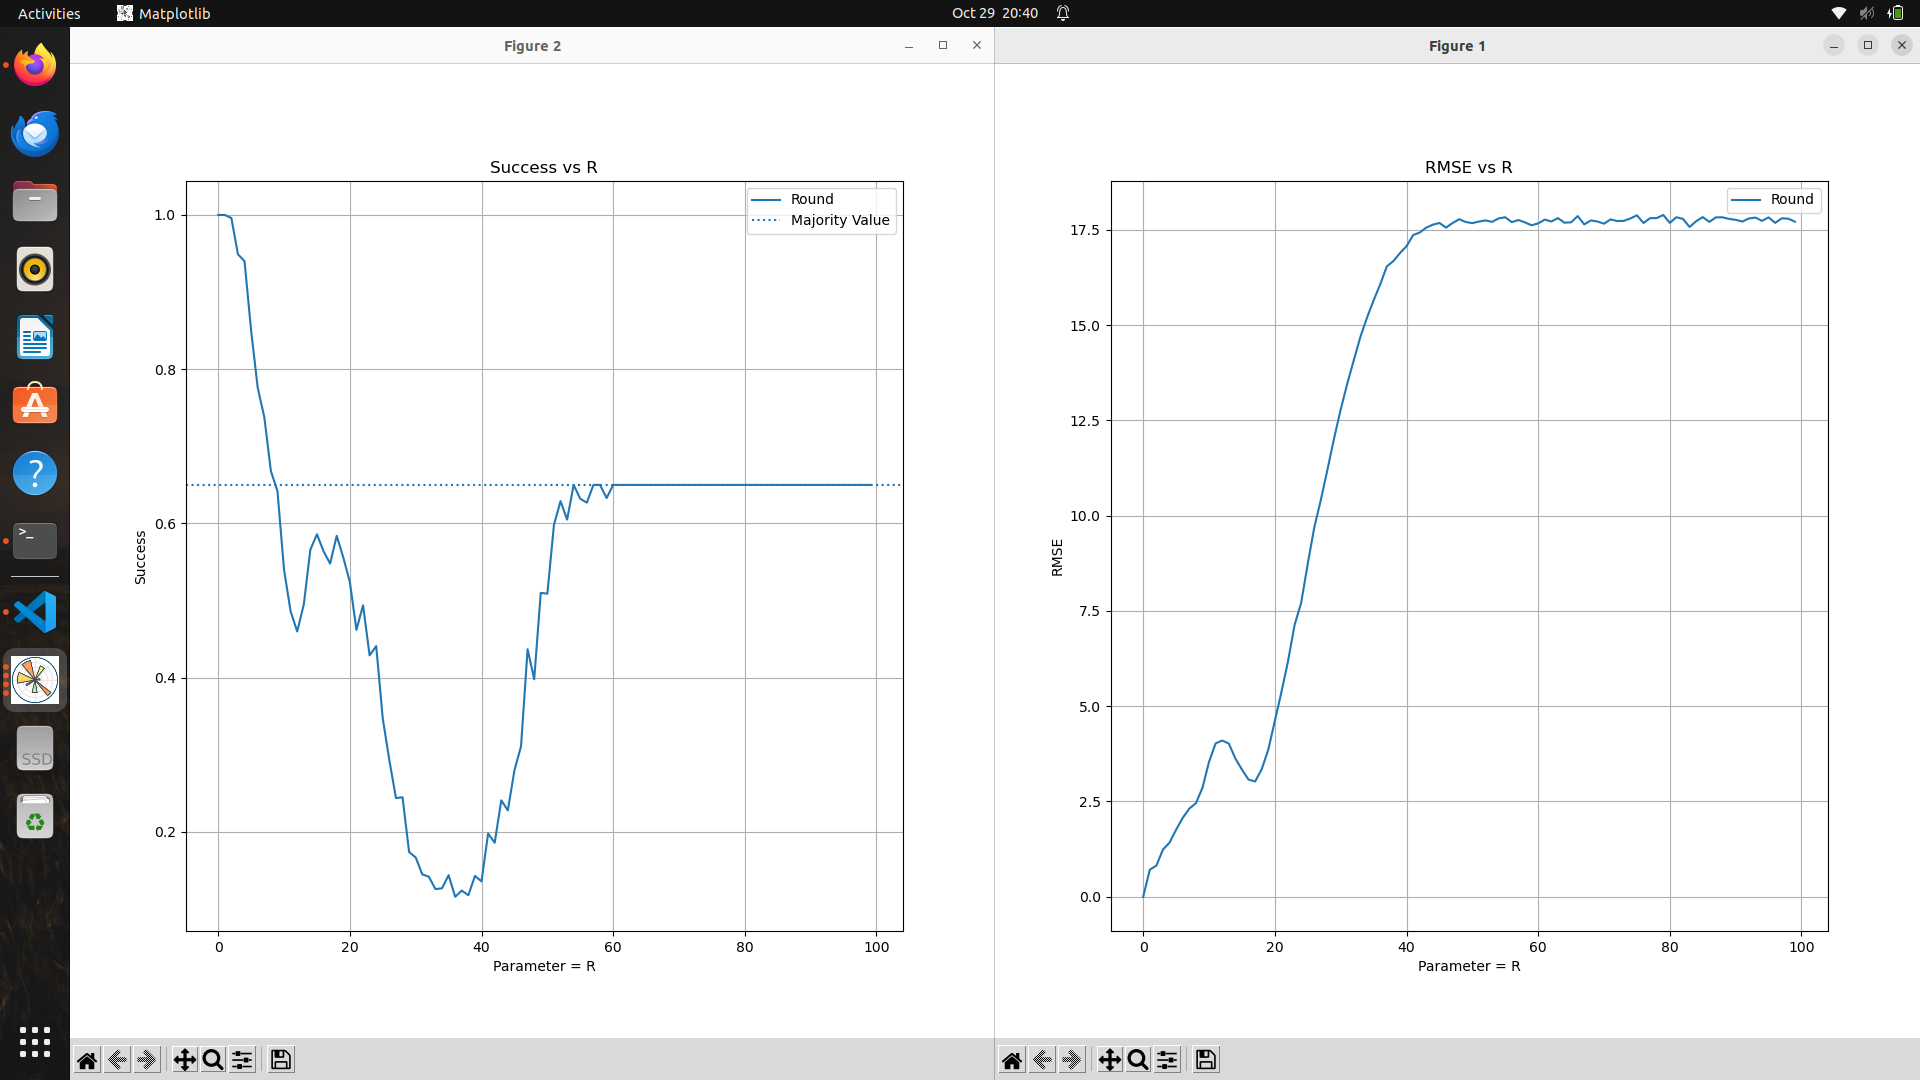 Activities
Matplotlib
Oct 29 20:40
Figure 2
Success vs R
Round
Majority Value
1.0
0.8
0.6
0.4
0.2
Success
0
20
40
60
80
100
Parameter = R
Figure 1
RMSE vs R
Round
17.5
15.0
12.5
10.0
7.5
5.0
2.5
0.0
RMSE
0
20
40
60
80
100
Parameter = R
>_
?
SSD